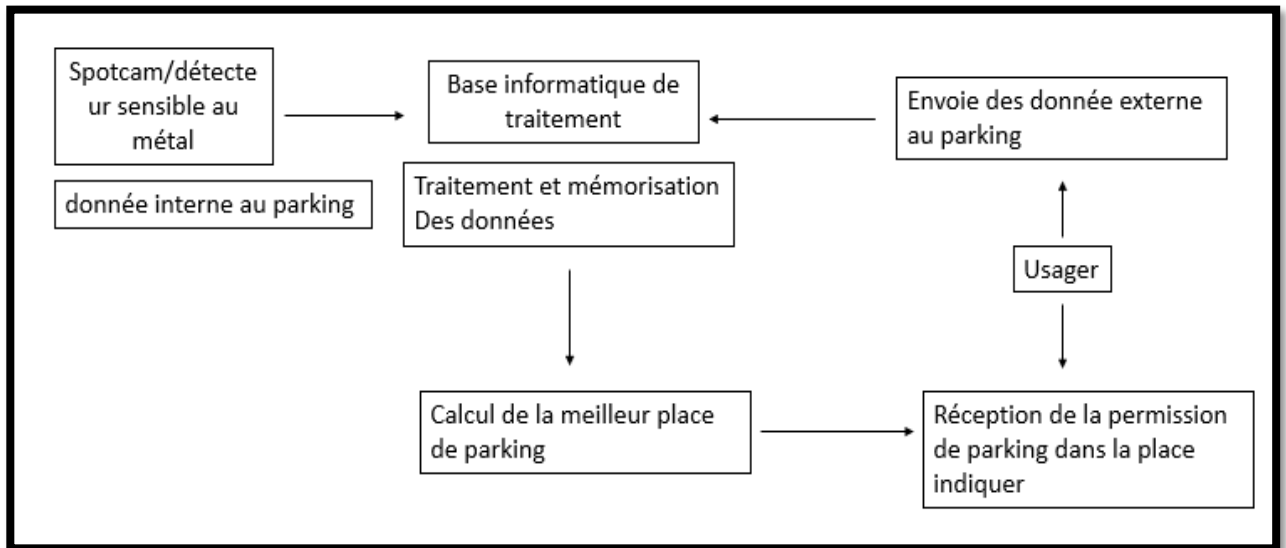 Spotcam/détecte
ur sensible au
métal
donnée interne au parking
Base informatique de
traitement
Traitement et mémorisation
Des données
Envoie des donnée externe
au parking
Usager
Calcul de la meilleur place
de parking
Réception de la permission
de parking dans la place
indiquer